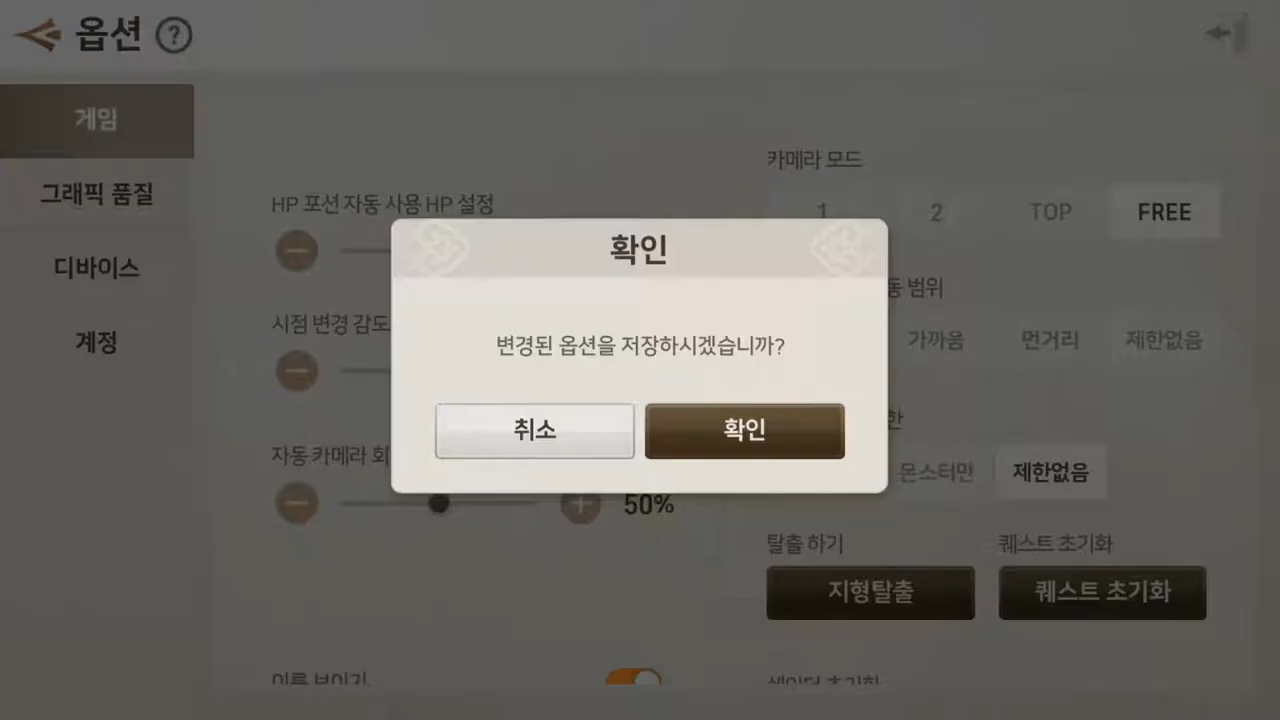 옵션 ?
게임
그래픽 품질
디바이스
계정
HP 포션 자동 사용 HP 설정
시점 변경 감도
자동 카메라 회
50%
이름 보이기
카메라 모드
1 2 TOP FREE
동 범위
가까움 먼거리 제한없음
한
몬스터만 제한없음
탈출 하기 퀘스트 초기화
지형탈출 퀘스트 초기화
확인
변경된 옵션을 저장하시겠습니까?
취소 확인